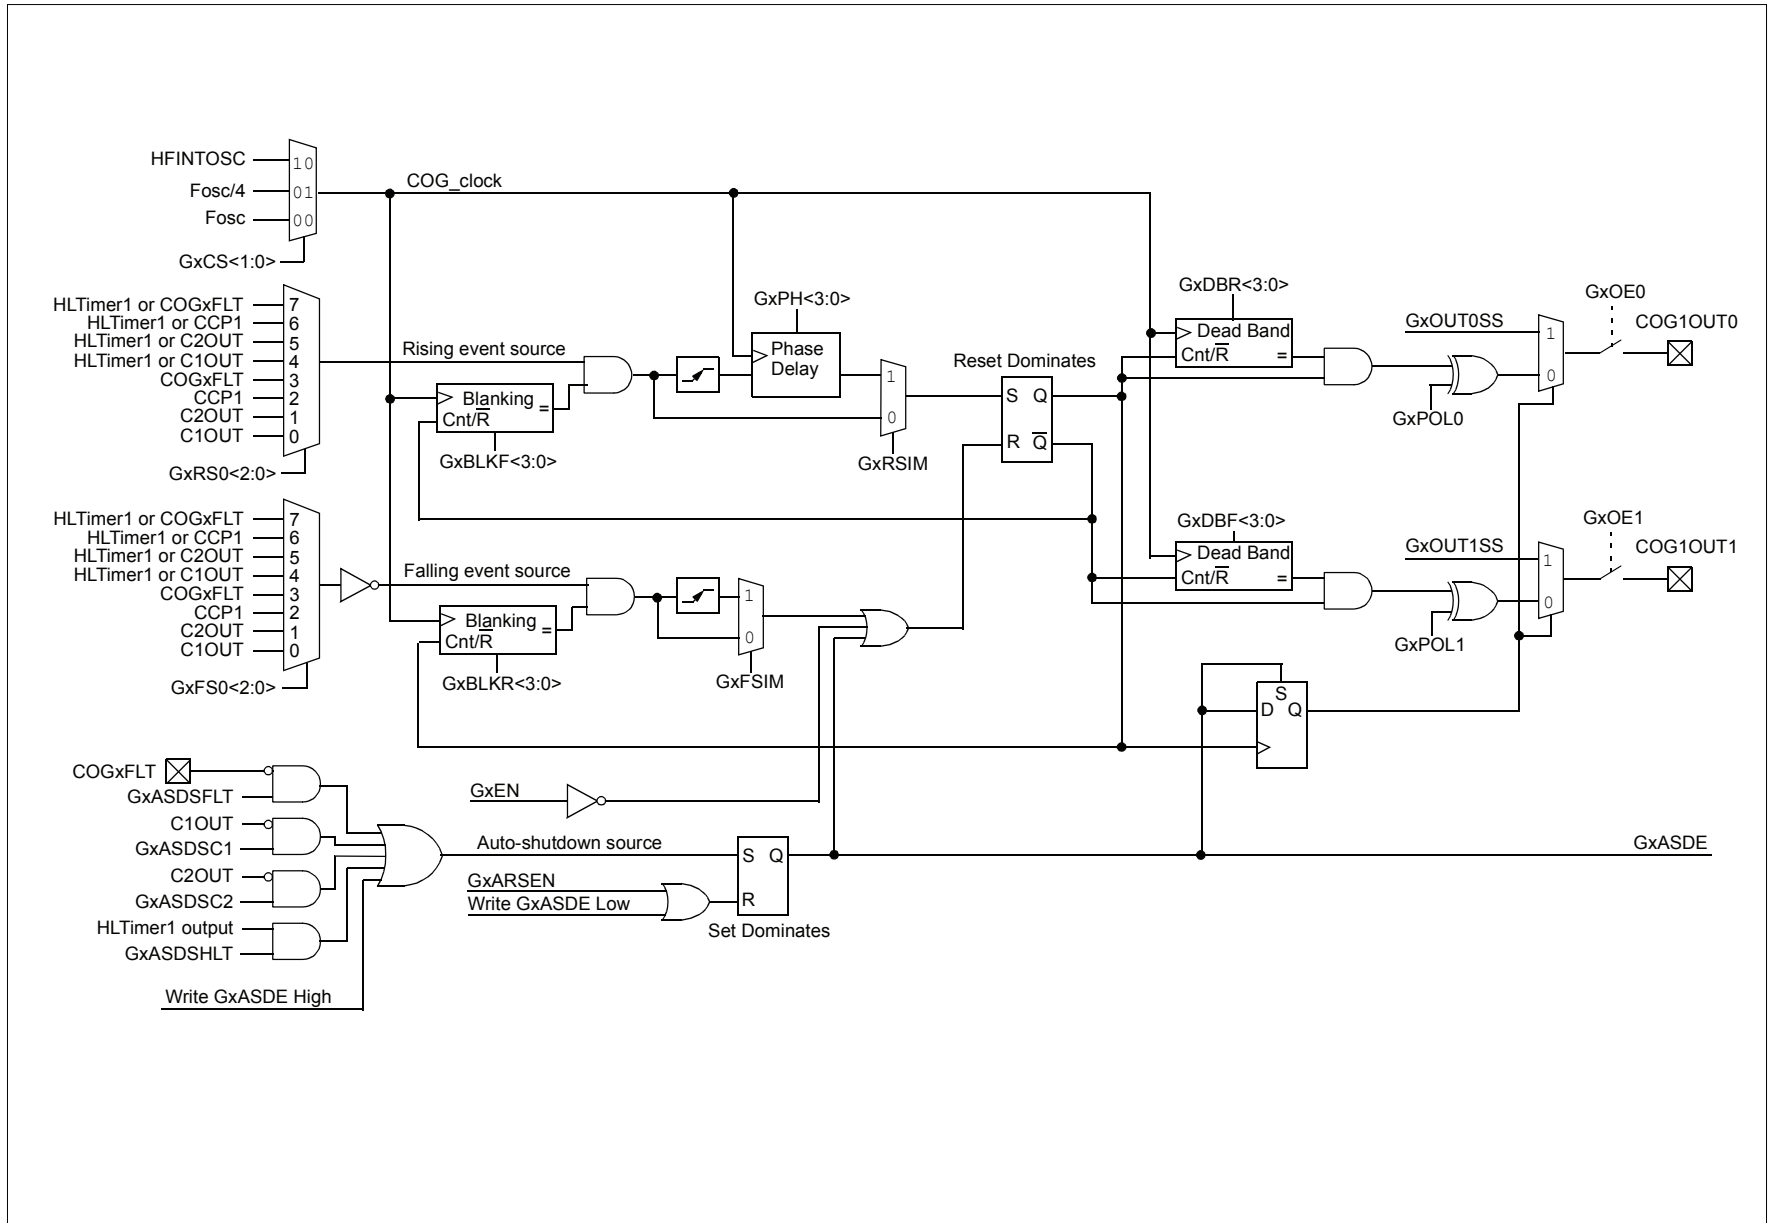 HFINTOSC
10
COG_clock
Fosc/4
01
Fosc
00
GxCS<1:0>
HLTimer1 or COGxFLT
7
HLTimer1 or CCP1
6
HLTimer1 or C2OUT
5
HLTimer1 or C1OUT
4
COGxFLT
3
CCP1
2
C2OUT
1
C1OUT
0
GxRS0<2:0>
Rising event source
Blanking
Cnt/R̅
=
GxBLKF<3:0>
GxPH<3:0>
Phase
Delay
1
0
GxRSIM
Reset Dominates
S Q
R Q̅
GxDBR<3:0>
Dead Band
Cnt/R̅
=
GxPOL0
GxOUT0SS
1
0
GxOE0
COG1OUT0
HLTimer1 or COGxFLT
7
HLTimer1 or CCP1
6
HLTimer1 or C2OUT
5
HLTimer1 or C1OUT
4
COGxFLT
3
CCP1
2
C2OUT
1
C1OUT
0
GxFS0<2:0>
Falling event source
Blanking
Cnt/R̅
=
GxBLKR<3:0>
1
0
GxFSIM
GxDBF<3:0>
Dead Band
Cnt/R̅
=
GxPOL1
GxOUT1SS
1
0
GxOE1
COG1OUT1
S
D Q
COGxFLT
GxASDSFLT
C1OUT
GxASDSC1
C2OUT
GxASDSC2
HLTimer1 output
GxASDSHLT
Write GxASDE High
GxEN
Auto-shutdown source
GxARSEN
Write GxASDE Low
S Q
R
Set Dominates
GxASDE